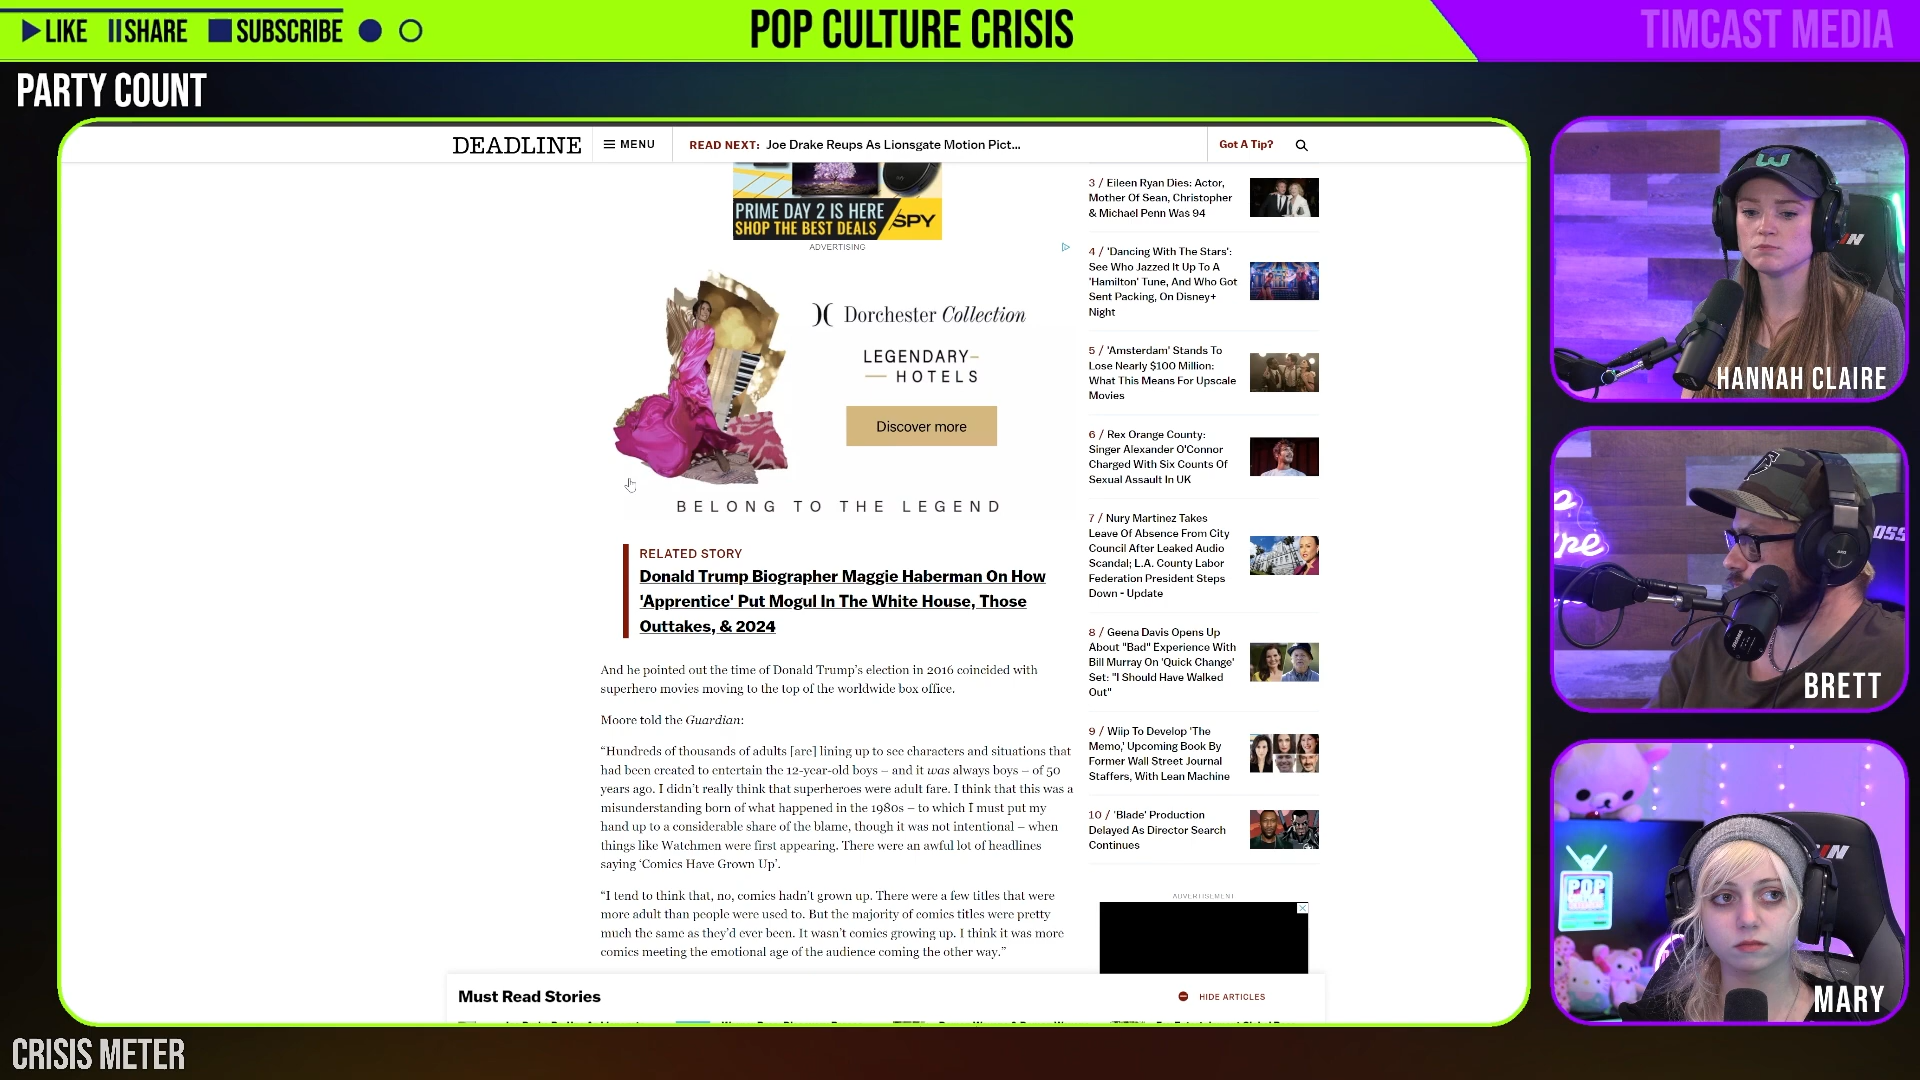 LIKE SHARE SUBSCRIBE
POP CULTURE CRISIS
TIMCAST MEDIA
PARTY COUNT
DEADLINE
MENU
READ NEXT: Joe Drake Reups As Lionsgate Motion Pict...
Got A Tip?
PRIME DAY 2 IS HERE
SHOP THE BEST DEALS
SPY
ADVERTISING
Dorchester Collection
LEGENDARY
HOTELS
Discover more
BELONG TO THE LEGEND
RELATED STORY
Donald Trump Biographer Maggie Haberman On How
'Apprentice' Put Mogul In The White House, Those
Outtakes, & 2024
And he pointed out the time of Donald Trump's election in 2016 coincided with
superhero movies moving to the top of the worldwide box office.
Moore told the Guardian:
“Hundreds of thousands of adults [are] lining up to see characters and situations that
had been created to entertain the 12-year-old boys – and it was always boys – of 50
years ago. I didn't really think that superheroes were adult fare. I think that this was a
misunderstanding born of what happened in the 1980s – to which I must put my
hand up to a considerable share of the blame, though it was not intentional – when
things like Watchmen were first appearing. There were an awful lot of headlines
saying ‘Comics Have Grown Up’.
“I tend to think that, no, comics hadn't grown up. There were a few titles that were
more adult than people were used to. But the majority of comics titles were pretty
much the same as they'd ever been. It wasn't comics growing up. I think it was more
comics meeting the emotional age of the audience coming the other way.”
3 / Eileen Ryan Dies: Actor,
Mother Of Sean, Christopher
& Michael Penn Was 94
4 / 'Dancing With The Stars':
See Who Jazzed It Up To A
'Hamilton' Tune, And Who Got
Sent Packing, On Disney+
Night
5 / 'Amsterdam' Stands To
Lose Nearly $100 Million:
What This Means For Upscale
Movies
6 / Rex Orange County:
Singer Alexander O'Connor
Charged With Six Counts Of
Sexual Assault In UK
7 / Nury Martinez Takes
Leave Of Absence From City
Council After Leaked Audio
Scandal; L.A. County Labor
Federation President Steps
Down - Update
8 / Geena Davis Opens Up
About "Bad" Experience With
Bill Murray On 'Quick Change'
Set: "I Should Have Walked
Out"
9 / Wiip To Develop 'The
Memo,' Upcoming Book By
Former Wall Street Journal
Staffers, With Lean Machine
10 / 'Blade' Production
Delayed As Director Search
Continues
ADVERTISEMENT
Must Read Stories
HIDE ARTICLES
HANNAH CLAIRE
BRETT
POP
MARY
CRISIS METER